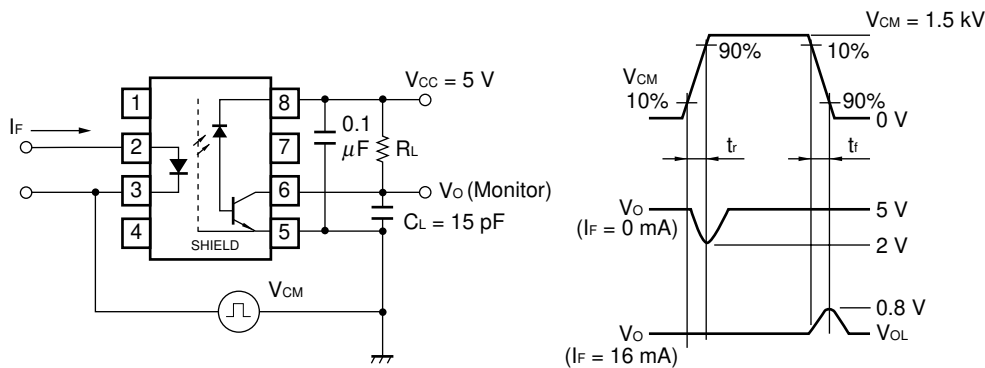 1
2
3
4
8
7
6
5
SHIELD
IF
VCC = 5 V
0.1
μF
RL
VO (Monitor)
CL = 15 pF
VCM
VCM = 1.5 kV
90%
10%
VCM
10%
90%
0 V
tr
tf
VO
(IF = 0 mA)
5 V
2 V
0.8 V
VOL
VO
(IF = 16 mA)